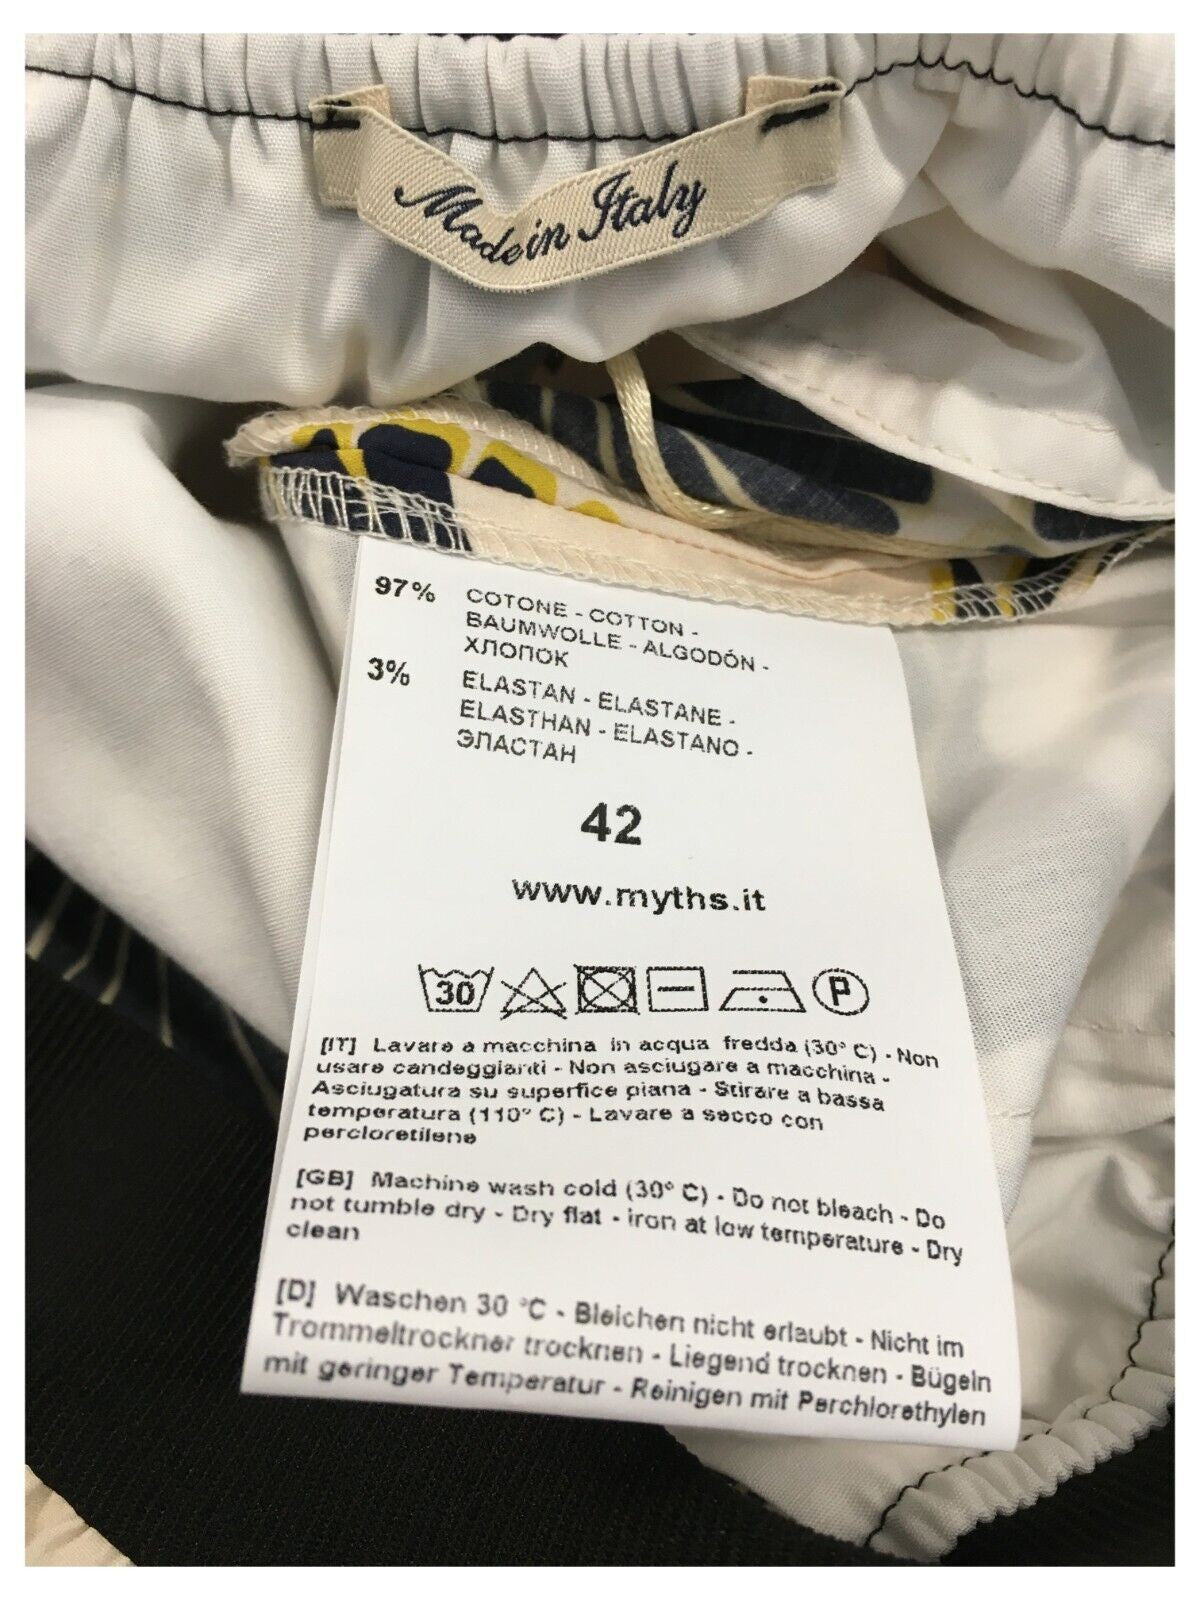 Made in Italy
97% COTONE - COTTON -
BAUMWOLLE - ALGODÓN -
ХЛОПОК
3% ELASTAN - ELASTANE -
ELASTHAN - ELASTANO -
ЭЛАСТАН
42
www.myths.it
30 P
[IT] Lavare a macchina in acqua fredda (30° C) - Non
usare candeggianti - Non asciugare a macchina -
Asciugatura su superfice piana - Stirare a bassa
temperatura (110° C) - Lavare a secco con
percloretilene
[GB] Machine wash cold (30° C) - Do not bleach - Do
not tumble dry - Dry flat - iron at low temperature - Dry
clean
[D] Waschen 30 °C - Bleichen nicht erlaubt - Nicht im
Trommeltrockner trocknen - Liegend trocknen - Bügeln
mit geringer Temperatur - Reinigen mit Perchlorethylen